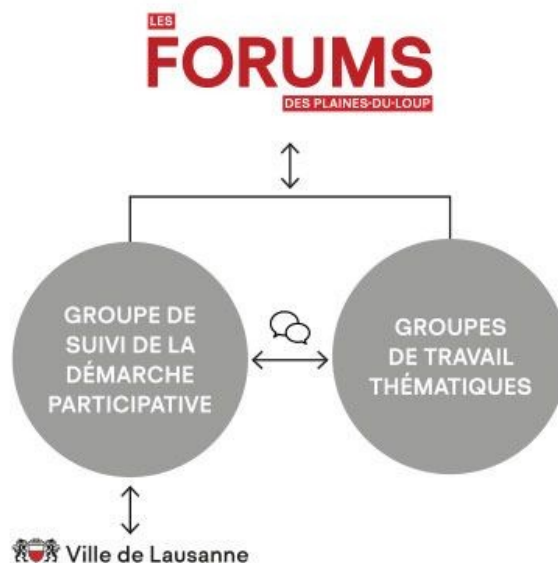 LES
FORUMS
DES PLAINES-DU-LOUP
GROUPE DE
SUIVI DE LA
DÉMARCHE
PARTICIPATIVE
GROUPES
DE TRAVAIL
THÉMATIQUES
Ville de Lausanne